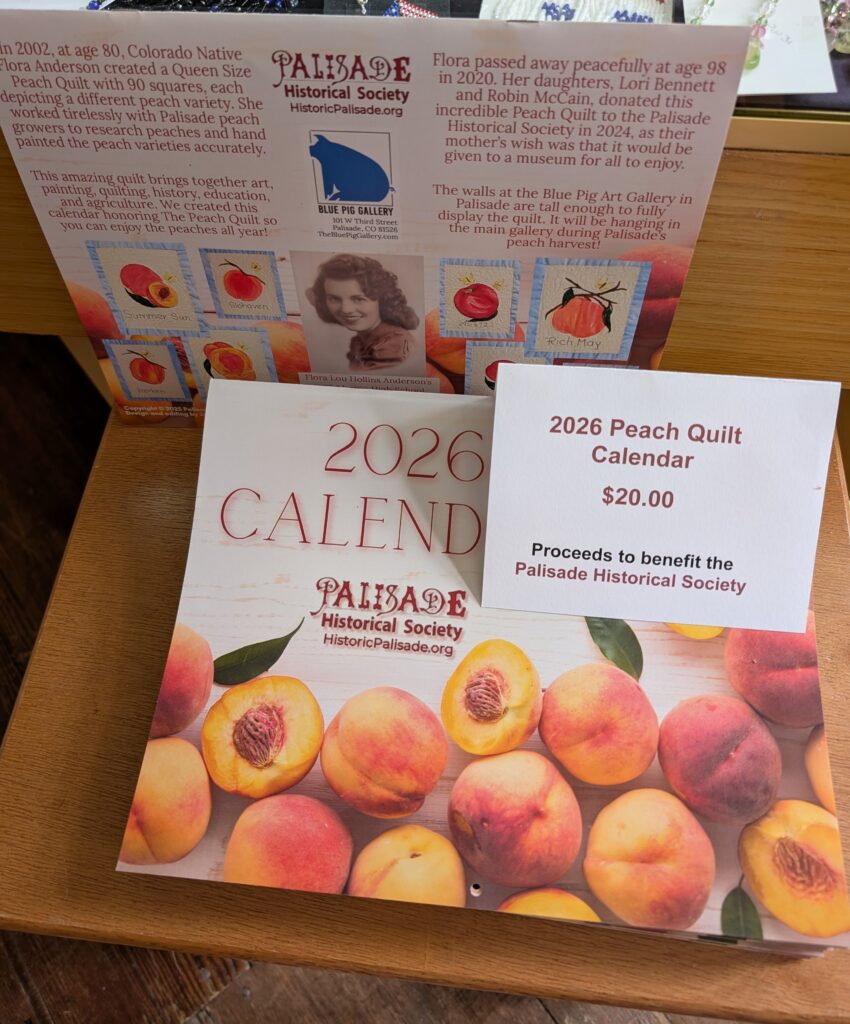 in 2002, at age 80, Colorado Native
Flora Anderson created a Queen Size
Peach Quilt with 90 squares, each
depicting a different peach variety. She
worked tirelessly with Palisade peach
growers to research peaches and hand
painted the peach varieties accurately.
This amazing quilt brings together art,
painting, quilting, history, education,
and agriculture. We created this
calendar honoring The Peach Quilt so
you can enjoy the peaches all year!
PALISADE
Historical Society
HistoricPalisade.org
BLUE PIG GALLERY
101 W Third Street
Palisade, CO 81526
TheBluePigGallery.com
Flora passed away peacefully at age 98
in 2020. Her daughters, Lori Bennett
and Robin McCain, donated this
incredible Peach Quilt to the Palisade
Historical Society in 2024, as their
mother's wish was that it would be
given to a museum for all to enjoy.
The walls at the Blue Pig Art Gallery in
Palisade are tall enough to fully
display the quilt. It will be hanging in
the main gallery during Palisade's
peach harvest!
Summer Sun
Rich May
Flora Lou Hollins Anderson's
Copyright © 2025
Design and editing by
2026
CALEND
PALISADE
Historical Society
HistoricPalisade.org
2026 Peach Quilt
Calendar
$20.00
Proceeds to benefit the
Palisade Historical Society